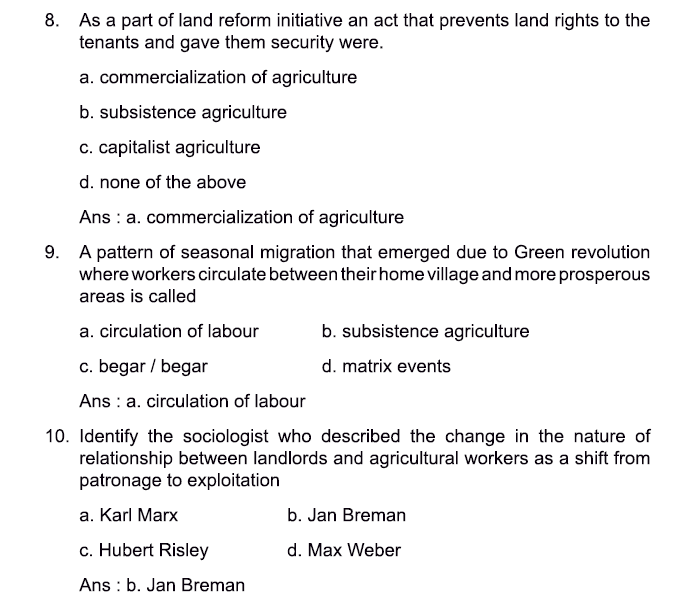 8. As a part of land reform initiative an act that prevents land rights to the
tenants and gave them security were.
a. commercialization of agriculture
b. subsistence agriculture
c. capitalist agriculture
d. none of the above
Ans : a. commercialization of agriculture
9. A pattern of seasonal migration that emerged due to Green revolution
where workers circulate between their home village and more prosperous
areas is called
a. circulation of labour b. subsistence agriculture
c. begar / begar d. matrix events
Ans : a. circulation of labour
10. Identify the sociologist who described the change in the nature of
relationship between landlords and agricultural workers as a shift from
patronage to exploitation
a. Karl Marx b. Jan Breman
c. Hubert Risley d. Max Weber
Ans : b. Jan Breman